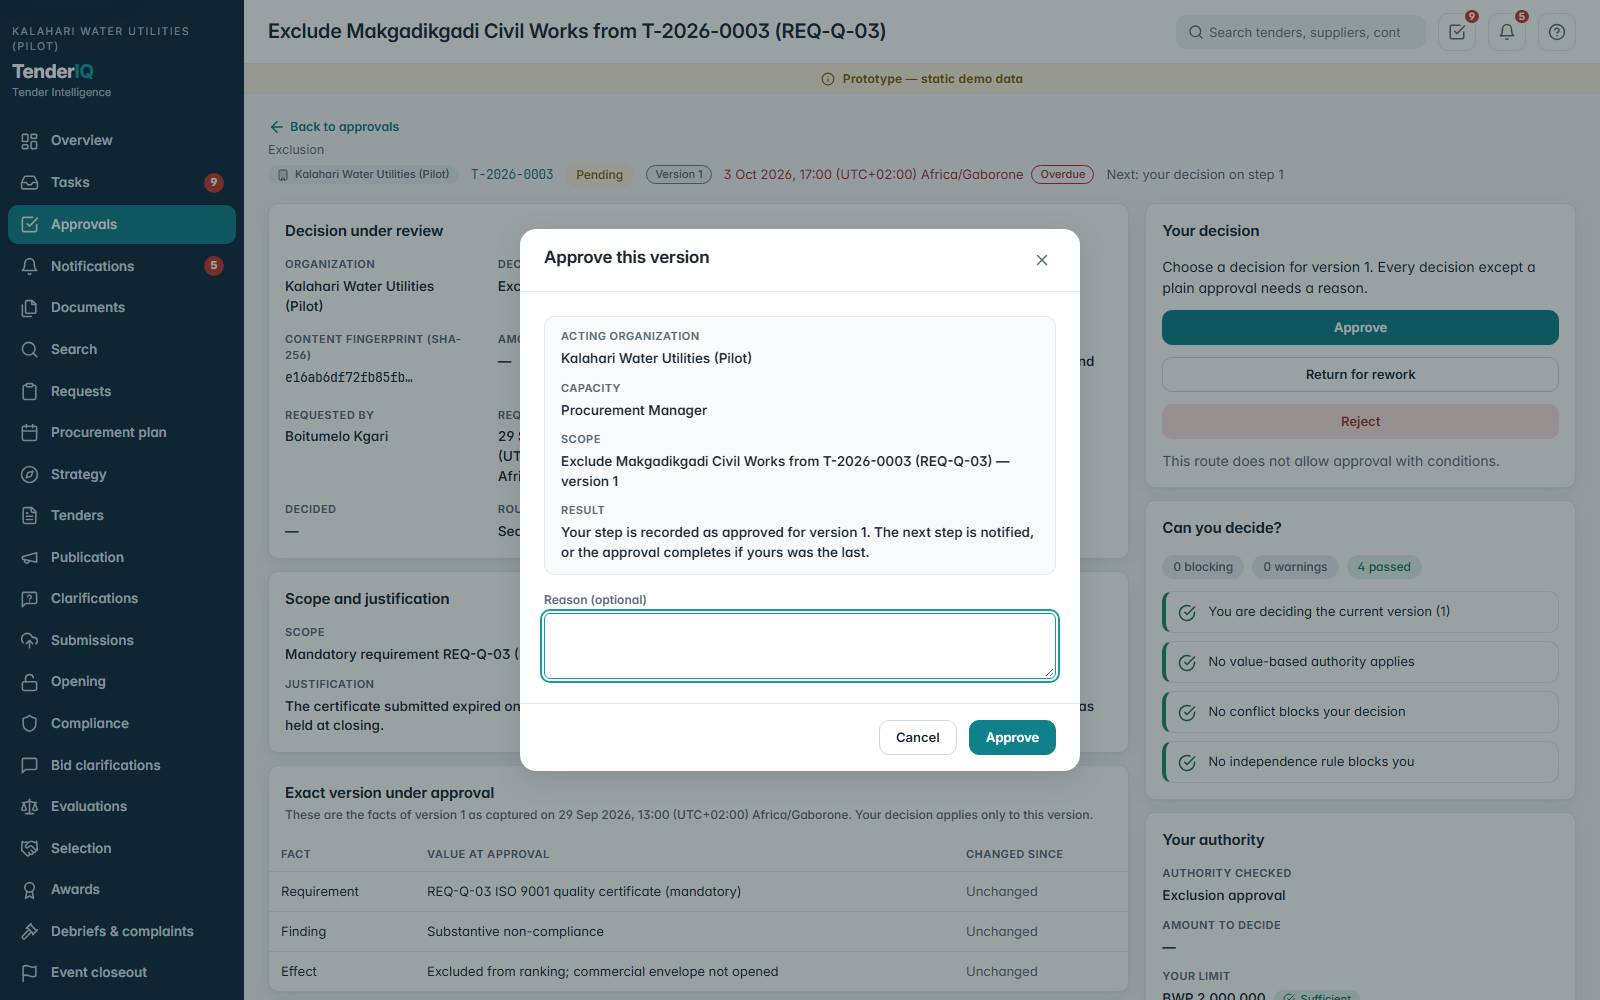 KALAHARI WATER UTILITIES
(PILOT)
TenderIQ
Tender Intelligence
Overview
Tasks 9
Approvals
Notifications 5
Documents
Search
Requests
Procurement plan
Strategy
Tenders
Publication
Clarifications
Submissions
Opening
Compliance
Bid clarifications
Evaluations
Selection
Awards
Debriefs & complaints
Event closeout
Exclude Makgadikgadi Civil Works from T-2026-0003 (REQ-Q-03)
Search tenders, suppliers, cont
9
5
Prototype — static demo data
Back to approvals
Exclusion
Kalahari Water Utilities (Pilot) T-2026-0003 Pending Version 1 3 Oct 2026, 17:00 (UTC+02:00) Africa/Gaborone Overdue Next: your decision on step 1
Decision under review
ORGANIZATION
Kalahari Water Utilities
(Pilot)
CONTENT FINGERPRINT (SHA-
256)
e16ab6df72fb85fb…
—
REQUESTED BY
Boitumelo Kgari
29
DECIDED
—
Scope and justification
SCOPE
Mandatory requirement REQ-Q-03
JUSTIFICATION
The certificate submitted expired on
held at closing.
Approve this version
ACTING ORGANIZATION
Kalahari Water Utilities (Pilot)
CAPACITY
Procurement Manager
SCOPE
Exclude Makgadikgadi Civil Works from T-2026-0003 (REQ-Q-03) —
version 1
RESULT
Your step is recorded as approved for version 1. The next step is notified,
or the approval completes if yours was the last.
Reason (optional)
Cancel
Approve
Exact version under approval
These are the facts of version 1 as captured on 29 Sep 2026, 13:00 (UTC+02:00) Africa/Gaborone. Your decision applies only to this version.
FACT VALUE AT APPROVAL CHANGED SINCE
Requirement REQ-Q-03 ISO 9001 quality certificate (mandatory) Unchanged
Finding Substantive non-compliance Unchanged
Effect Excluded from ranking; commercial envelope not opened Unchanged
Your decision
Choose a decision for version 1. Every decision except a
plain approval needs a reason.
Approve
Return for rework
Reject
This route does not allow approval with conditions.
Can you decide?
0 blocking 0 warnings 4 passed
You are deciding the current version (1)
No value-based authority applies
No conflict blocks your decision
No independence rule blocks you
Your authority
AUTHORITY CHECKED
Exclusion approval
AMOUNT TO DECIDE
—
YOUR LIMIT
BWP 2,000,000 Sufficient